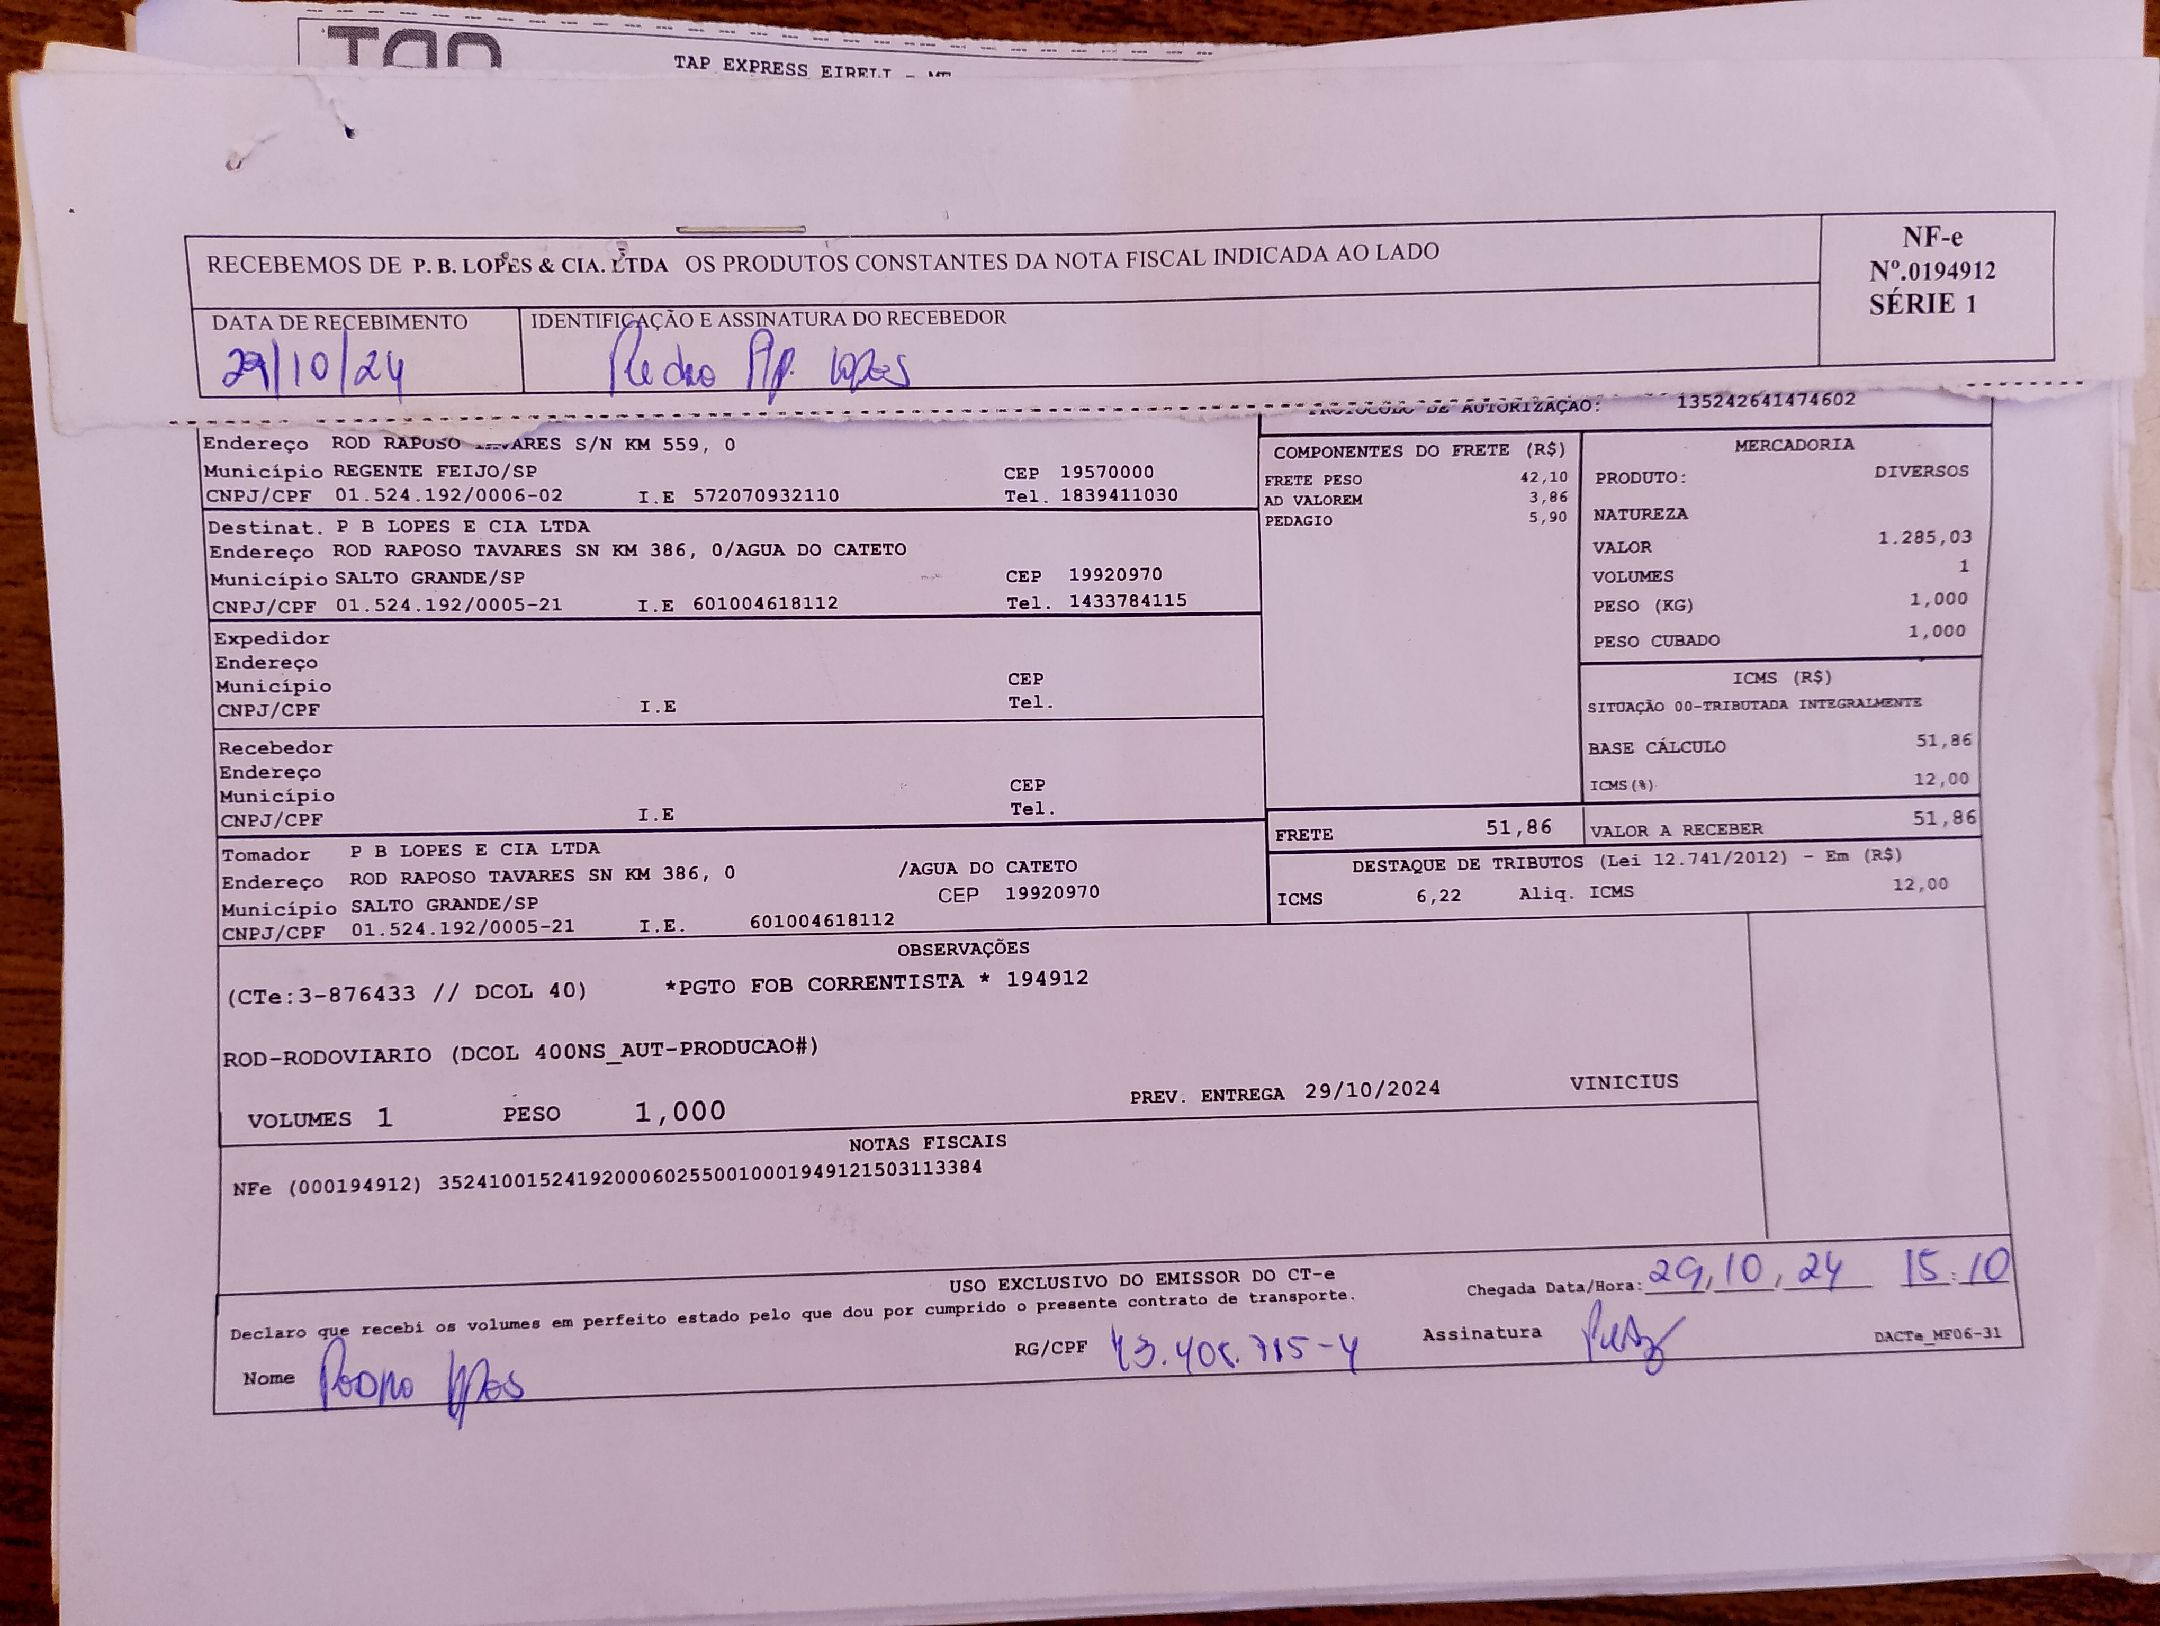 TAP
TAP EXPRESS EIRELI - ME
RECEBEMOS DE P. B. LOPES & CIA. LTDA OS PRODUTOS CONSTANTES DA NOTA FISCAL INDICADA AO LADO
NF-e
Nº.0194912
SÉRIE 1
DATA DE RECEBIMENTO
29/10/24
IDENTIFICAÇÃO E ASSINATURA DO RECEBEDOR
Pedro Ap. Lopes
PROTOCOLO DE AUTORIZAÇÃO: 135242641474602
Endereço ROD RAPOSO TAVARES S/N KM 559, 0
Município REGENTE FEIJO/SP CEP 19570000
CNPJ/CPF 01.524.192/0006-02 I.E 572070932110 Tel. 1839411030
Destinat. P B LOPES E CIA LTDA
Endereço ROD RAPOSO TAVARES SN KM 386, 0/AGUA DO CATETO
Município SALTO GRANDE/SP CEP 19920970
CNPJ/CPF 01.524.192/0005-21 I.E 601004618112 Tel. 1433784115
Expedidor
Endereço
Município CEP
CNPJ/CPF I.E Tel.
Recebedor
Endereço
Município CEP
CNPJ/CPF I.E Tel.
Tomador P B LOPES E CIA LTDA
Endereço ROD RAPOSO TAVARES SN KM 386, 0 /AGUA DO CATETO
Município SALTO GRANDE/SP CEP 19920970
CNPJ/CPF 01.524.192/0005-21 I.E. 601004618112
COMPONENTES DO FRETE (R$)
FRETE PESO 42,10
AD VALOREM 3,86
PEDAGIO 5,90
MERCADORIA
PRODUTO: DIVERSOS
NATUREZA
VALOR 1.285,03
VOLUMES 1
PESO (KG) 1,000
PESO CUBADO 1,000
ICMS (R$)
SITUAÇÃO 00-TRIBUTADA INTEGRALMENTE
BASE CÁLCULO 51,86
ICMS(%) 12,00
FRETE 51,86 VALOR A RECEBER 51,86
DESTAQUE DE TRIBUTOS (Lei 12.741/2012) - Em (R$)
ICMS 6,22 Aliq. ICMS 12,00
OBSERVAÇÕES
(CTe:3-876433 // DCOL 40) *PGTO FOB CORRENTISTA * 194912
ROD-RODOVIARIO (DCOL 400NS_AUT-PRODUCAO#)
VOLUMES 1 PESO 1,000 PREV. ENTREGA 29/10/2024 VINICIUS
NOTAS FISCAIS
NFe (000194912) 35241001524192000602550010001949121503113384
USO EXCLUSIVO DO EMISSOR DO CT-e
Declaro que recebi os volumes em perfeito estado pelo que dou por cumprido o presente contrato de transporte.
Chegada Data/Hora: 29,10,24 15:10
Nome Pedro Lopes
RG/CPF
Assinatura
DACTe_MF06-31